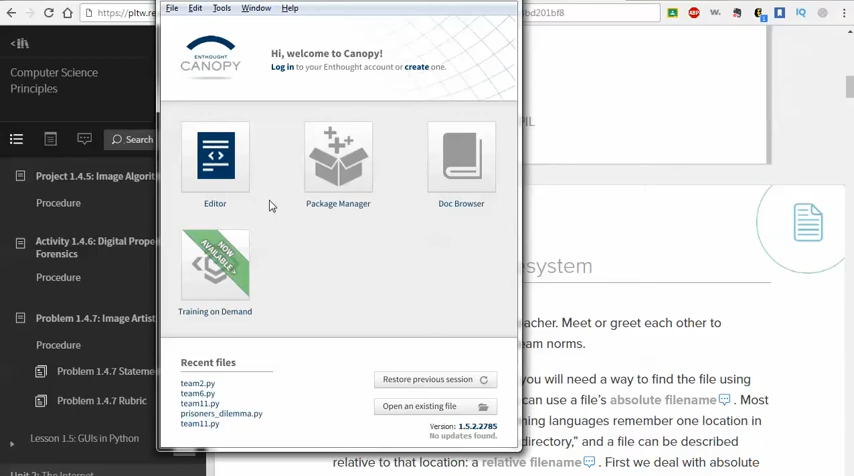 https://pltw.re
bd201bf8
Computer Science
Principles
Search
Project 1.4.5: Image Algorit
Procedure
Activity 1.4.6: Digital Prope
Forensics
Procedure
Problem 1.4.7: Image Artist
Procedure
Problem 1.4.7 Stateme
Problem 1.4.7 Rubric
Lesson 1.5: GUIs in Python
File Edit Tools Window Help
ENTHOUGHT
CANOPY
Hi, welcome to Canopy!
Log in to your Enthought account or create one.
Editor
Package Manager
Doc Browser
NOW
AVAILABLE>
Training on Demand
Recent files
team2.py
team6.py
team11.py
prisoners_dilemma.py
team11.py
Restore previous session
Open an existing file
Version: 1.5.2.2785
No updates found.
PIL
esystem
acher. Meet or greet each other to
eam norms.
you will need a way to find the file using
can use a file's absolute filename. Most
ming languages remember one location in
directory," and a file can be described
relative to that location: a relative filename. First we deal with absolute